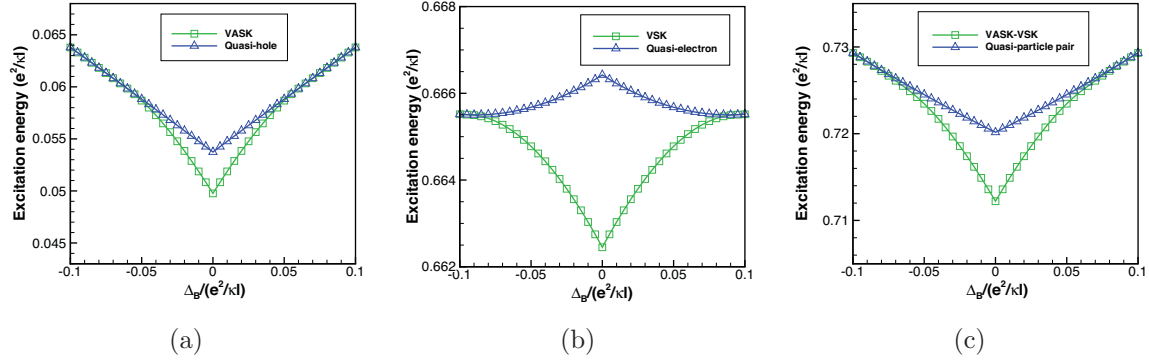 VASK
Quasi-hole
Excitation energy (e²/κl)
0.065
0.06
0.055
0.05
0.045
-0.1 -0.05 0 0.05 0.1
Δ_B/(e²/κl)
(a)
VSK
Quasi-electron
Excitation energy (e²/κl)
0.668
0.666
0.664
0.662
-0.1 -0.05 0 0.05 0.1
Δ_B/(e²/κl)
(b)
VASK-VSK
Quasi-particle pair
Excitation energy (e²/κl)
0.73
0.72
0.71
-0.1 -0.05 0 0.05 0.1
Δ_B/(e²/κl)
(c)